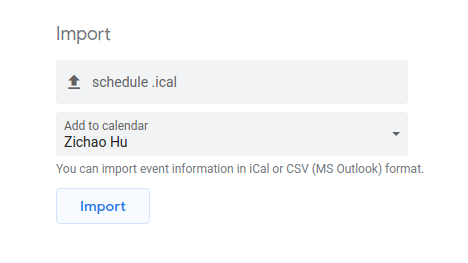 Import
schedule .ical
Add to calendar
Zichao Hu
You can import event information in iCal or CSV (MS Outlook) format.
Import